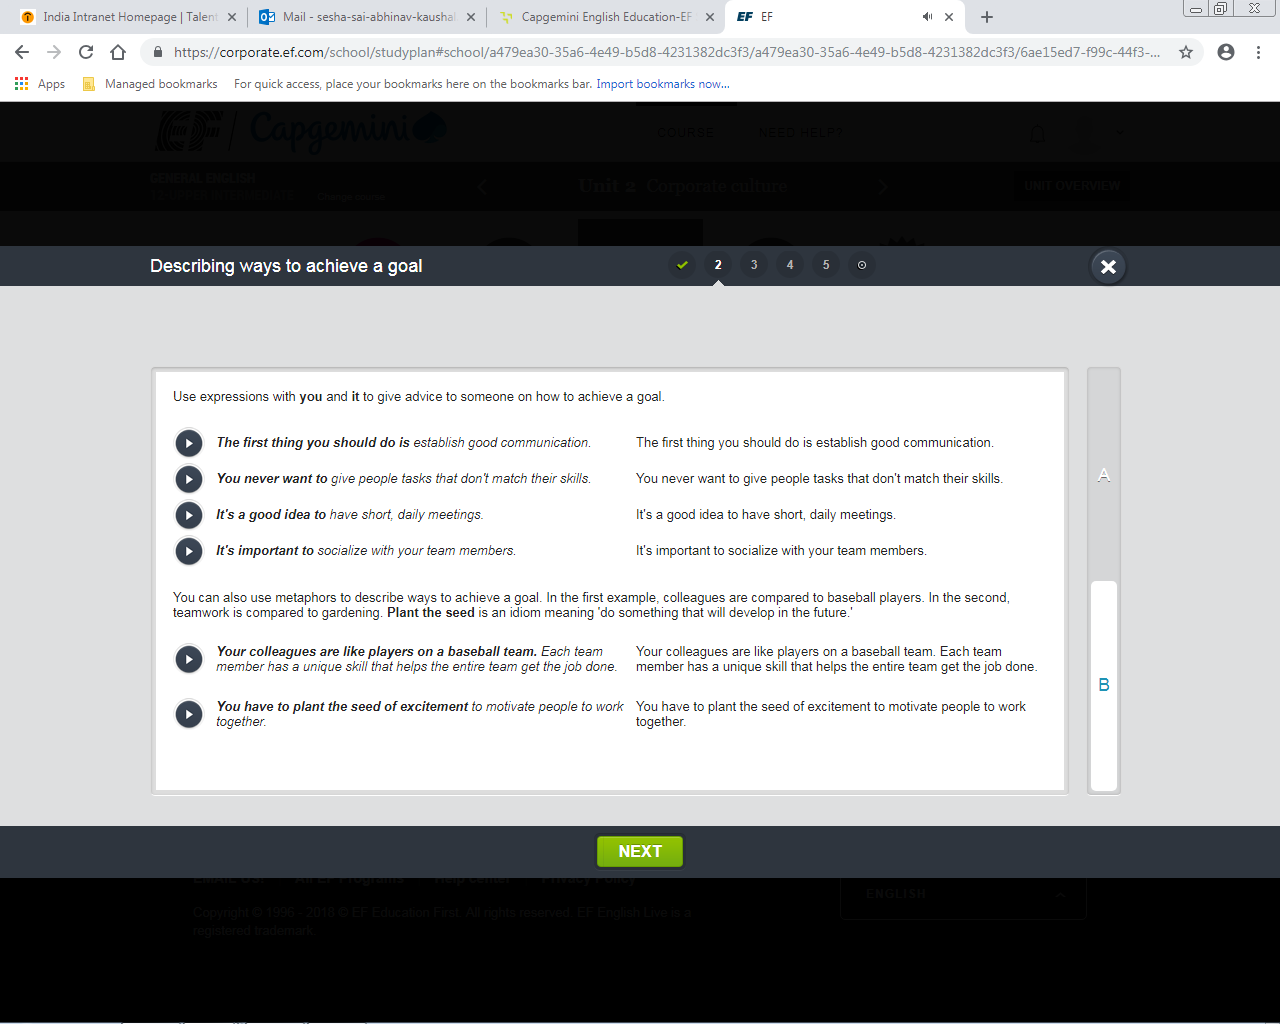 India Intranet Homepage | Talent
Mail - sesha-sai-abhinav-kaushal
Capgemini English Education-EF
EF EF
https://corporate.ef.com/school/studyplan#school/a479ea30-35a6-4e49-b5d8-4231382dc3f3/a479ea30-35a6-4e49-b5d8-4231382dc3f3/6ae15ed7-f99c-44f3-...
Apps Managed bookmarks For quick access, place your bookmarks here on the bookmarks bar. Import bookmarks now...
EF | Capgemini COURSE NEED HELP?
GENERAL ENGLISH
Change course
Unit 2 Corporate culture
UNIT OVERVIEW
Describing ways to achieve a goal 2 3 4 5
Use expressions with you and it to give advice to someone on how to achieve a goal.
The first thing you should do is establish good communication. The first thing you should do is establish good communication.
You never want to give people tasks that don't match their skills. You never want to give people tasks that don't match their skills.
It's a good idea to have short, daily meetings. It's a good idea to have short, daily meetings.
It's important to socialize with your team members. It's important to socialize with your team members.
You can also use metaphors to describe ways to achieve a goal. In the first example, colleagues are compared to baseball players. In the second,
teamwork is compared to gardening. Plant the seed is an idiom meaning 'do something that will develop in the future.'
Your colleagues are like players on a baseball team. Each team
member has a unique skill that helps the entire team get the job done.
Your colleagues are like players on a baseball team. Each team
member has a unique skill that helps the entire team get the job done.
You have to plant the seed of excitement to motivate people to work
together.
You have to plant the seed of excitement to motivate people to work
together.
A
B
NEXT
EMAIL US! All EF Programs Help Center Privacy Policy
ENGLISH
Copyright © 1996 - 2018 © EF Education First. All rights reserved. EF English Live is a
registered trademark.